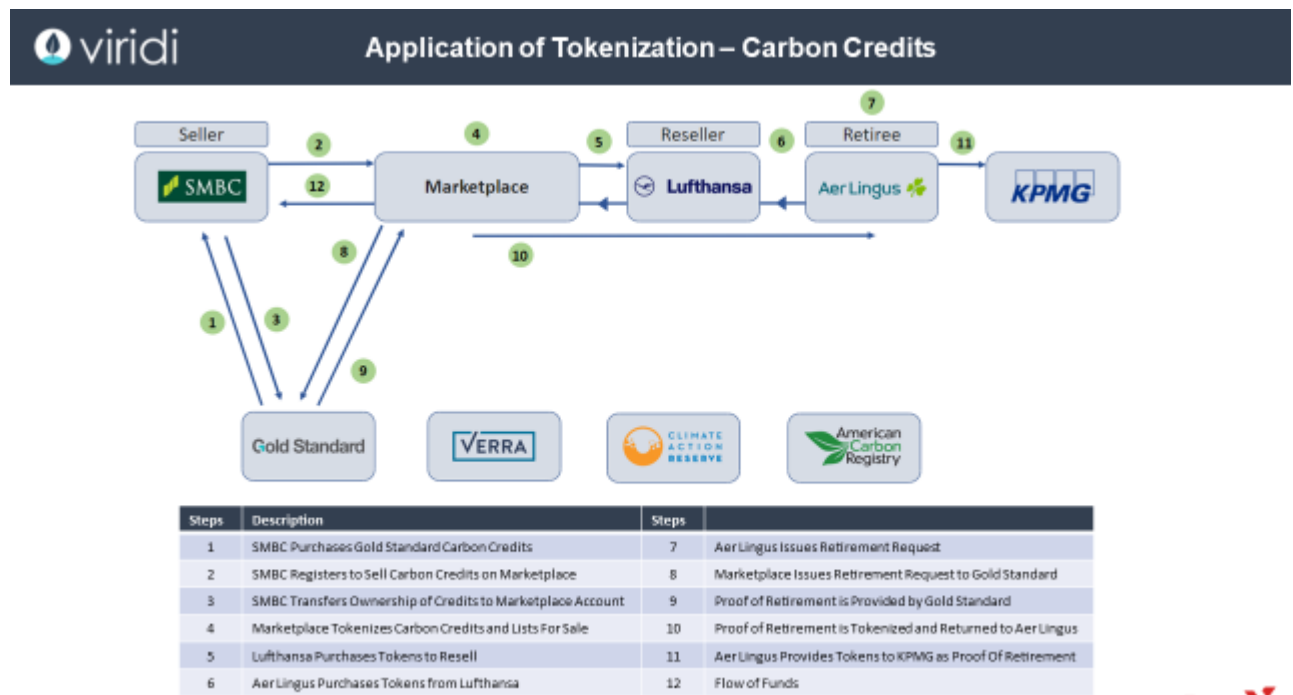 viridi
Application of Tokenization – Carbon Credits
7
Seller
2
4
5
Reseller
6
Retiree
11
SMBC
12
Marketplace
Lufthansa
Aer Lingus
KPMG
8
10
1
3
9
Gold Standard
VERRA
CLIMATE
ACTION
RESERVE
American
Carbon
Registry
Steps Description Steps
1 SMBC Purchases Gold Standard Carbon Credits 7 Aer Lingus Issues Retirement Request
2 SMBC Registers to Sell Carbon Credits on Marketplace 8 Marketplace Issues Retirement Request to Gold Standard
3 SMBC Transfers Ownership of Credits to Marketplace Account 9 Proof of Retirement is Provided by Gold Standard
4 Marketplace Tokenizes Carbon Credits and Lists For Sale 10 Proof of Retirement is Tokenized and Returned to Aer Lingus
5 Lufthansa Purchases Tokens to Resell 11 Aer Lingus Provides Tokens to KPMG as Proof Of Retirement
6 Aer Lingus Purchases Tokens from Lufthansa 12 Flow of Funds